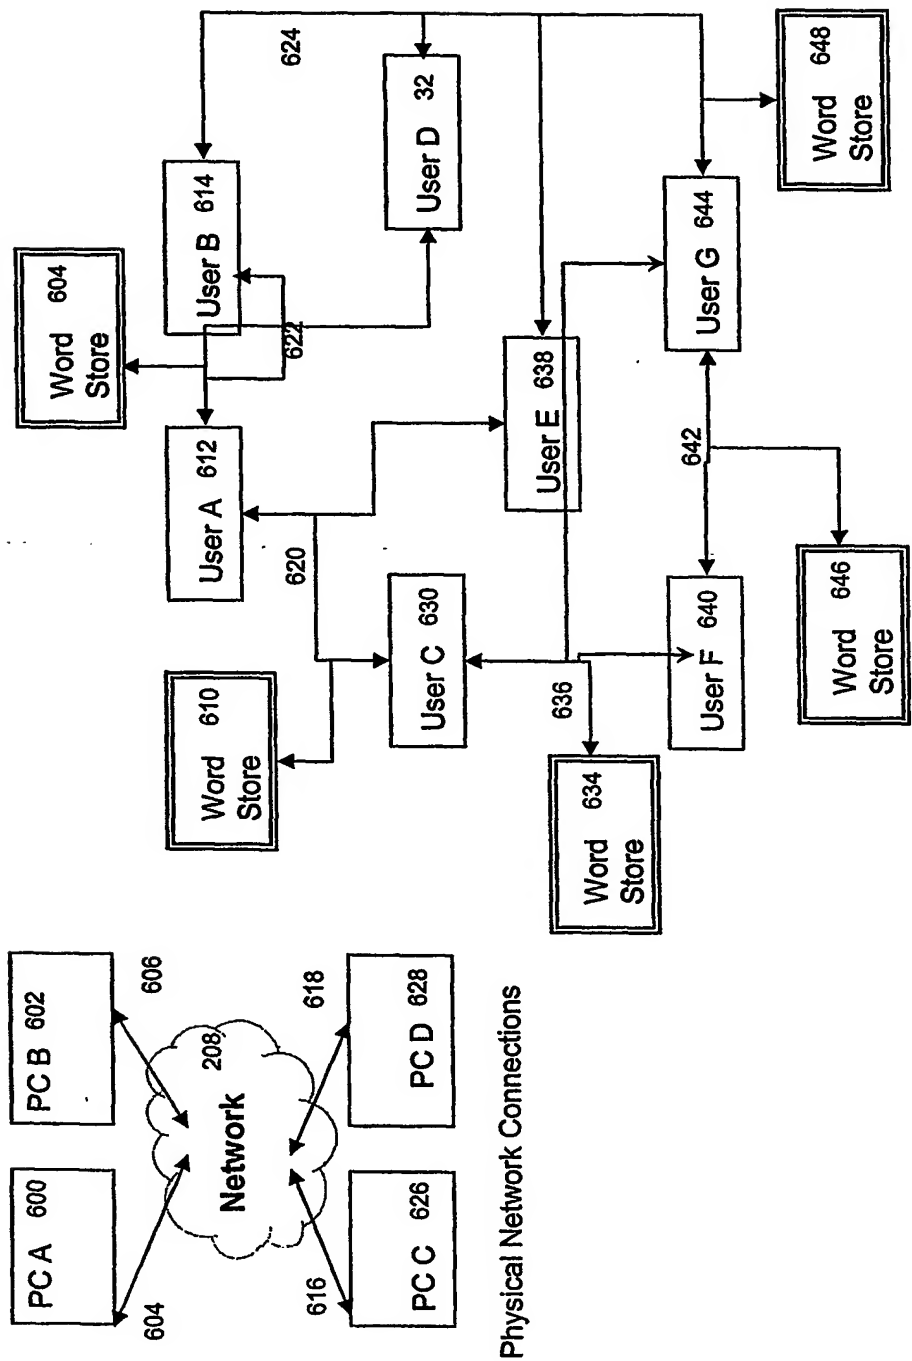 PC A 600
PC B 602
604
606
Network
208
616
618
PC C 626
PC D 628
Physical Network Connections
Word 604
Store
User A 612
User B 614
622
624
Word 610
Store
620
User C 630
User D 32
User E 638
636
Word 634
Store
User F 640
642
User G 644
Word 646
Store
Word 648
Store